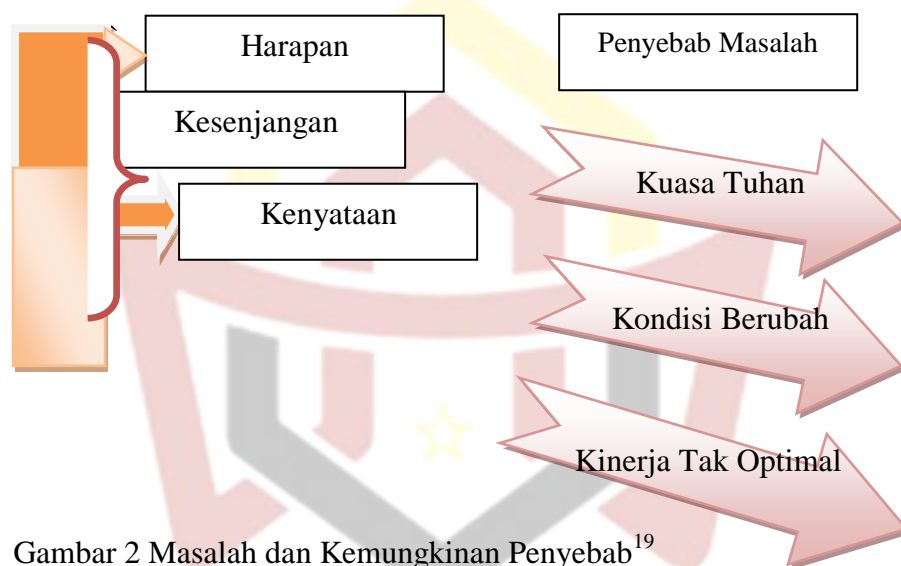 Harapan
Penyebab Masalah
Kesenjangan
Kuasa Tuhan
Kenyataan
Kondisi Berubah
Kinerja Tak Optimal
Gambar 2 Masalah dan Kemungkinan Penyebab¹⁹